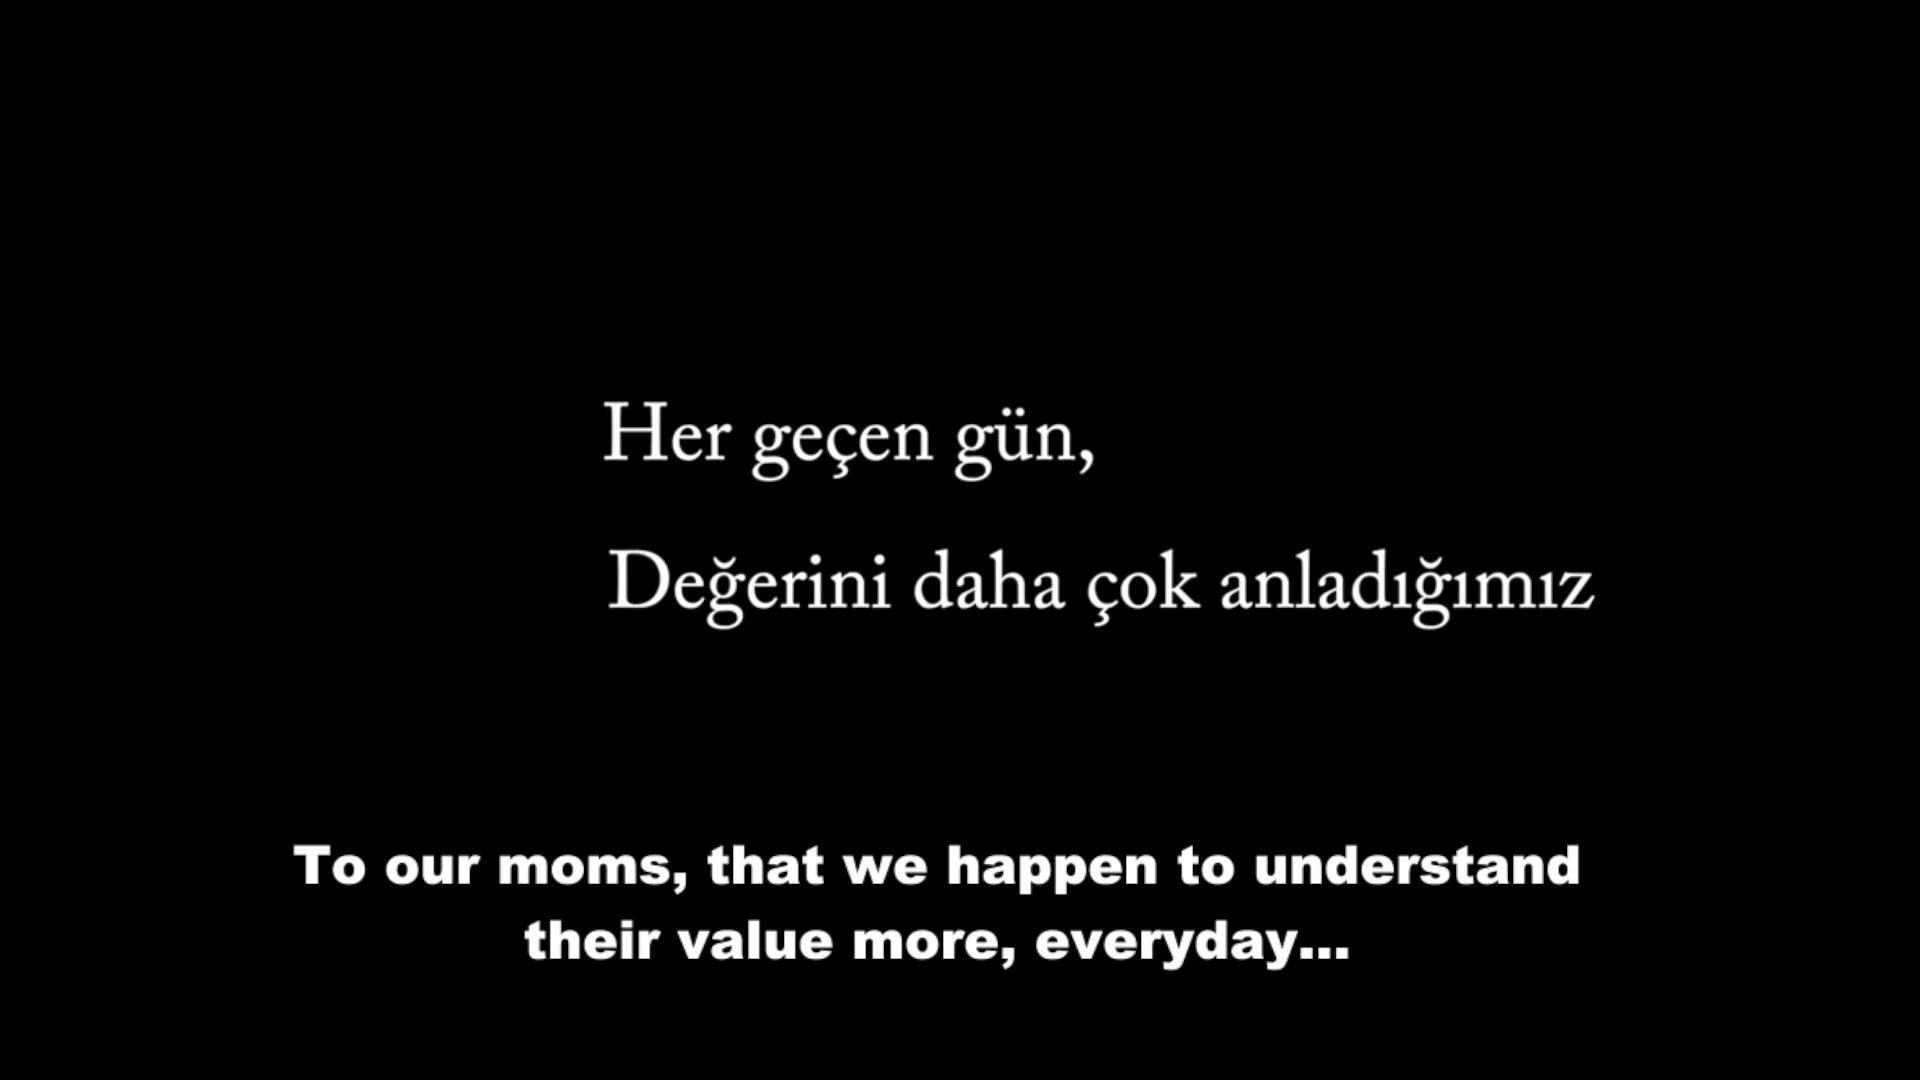 Her geçen gün,
Değerini daha çok anladığımız
To our moms, that we happen to understand
their value more, everyday...